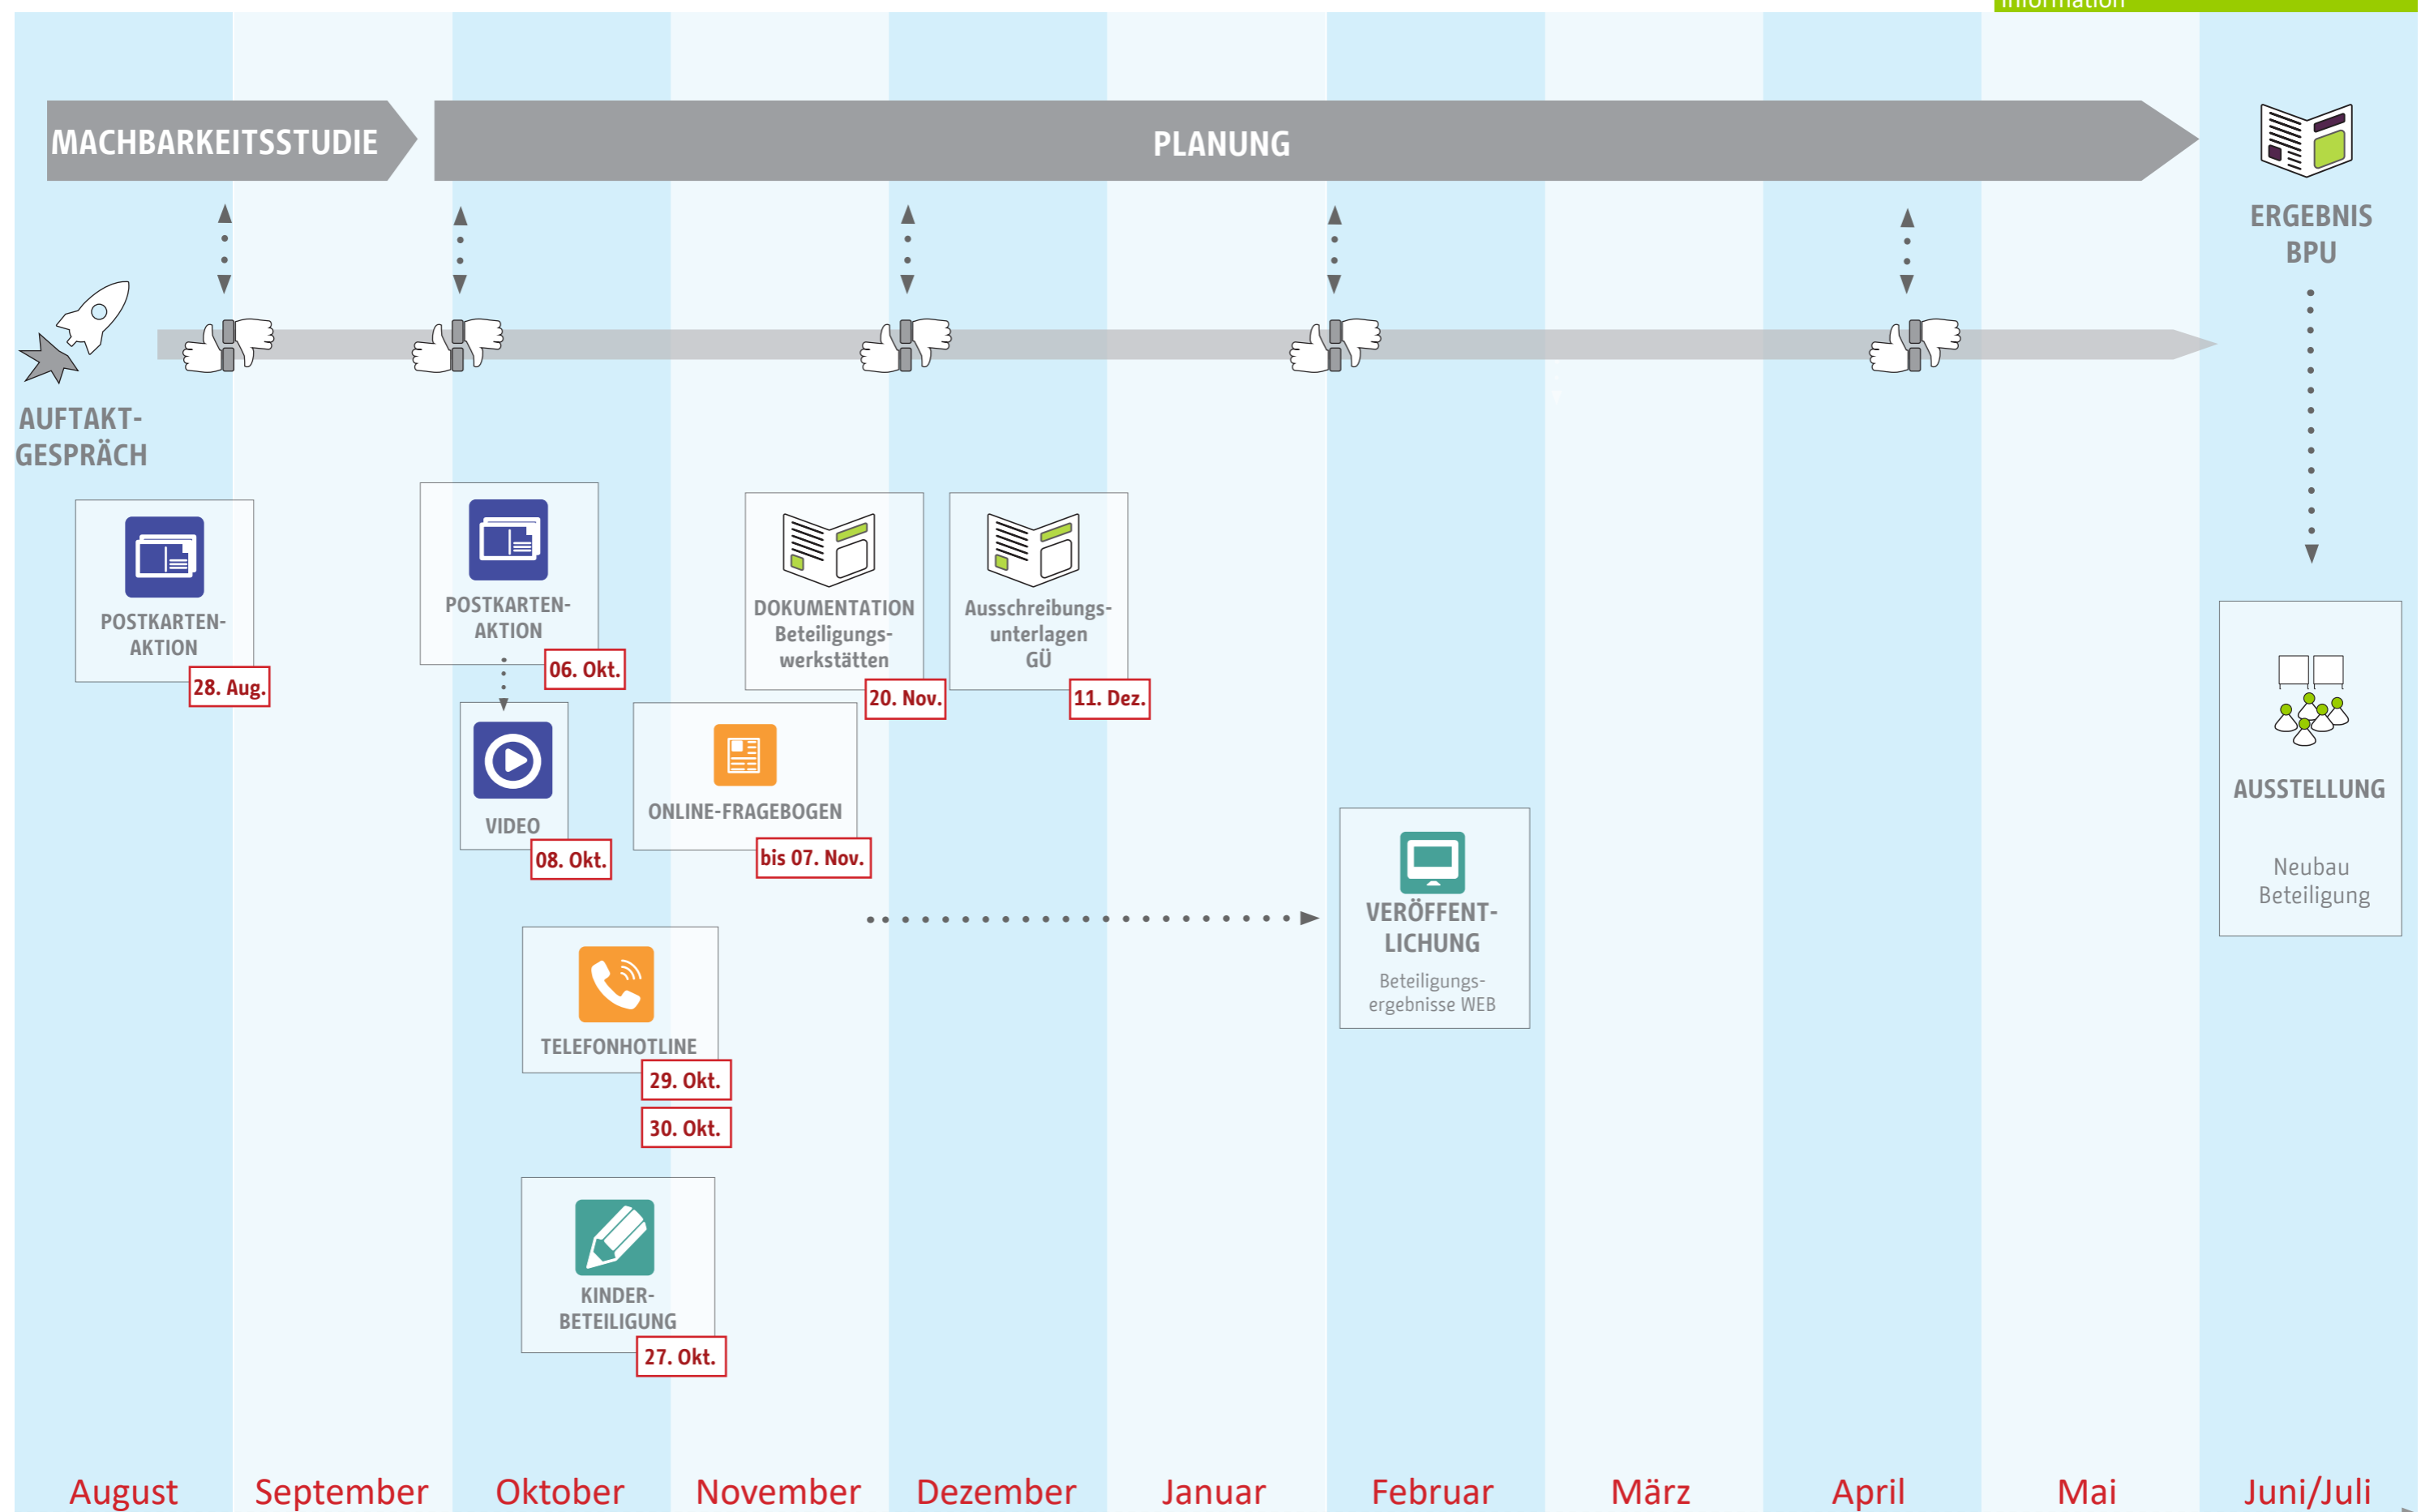 Information
MACHBARKEITSSTUDIE
PLANUNG
ERGEBNIS
BPU
AUFTAKT-
GESPRÄCH
POSTKARTEN-
AKTION
28. Aug.
POSTKARTEN-
AKTION
06. Okt.
DOKUMENTATION
Beteiligungs-
werkstätten
20. Nov.
Ausschreibungs-
unterlagen
GÜ
11. Dez.
VIDEO
08. Okt.
ONLINE-FRAGEBOGEN
bis 07. Nov.
VERÖFFENT-
LICHUNG
Beteiligungs-
ergebnisse WEB
AUSSTELLUNG
Neubau
Beteiligung
TELEFONHOTLINE
29. Okt.
30. Okt.
KINDER-
BETEILIGUNG
27. Okt.
August
September
Oktober
November
Dezember
Januar
Februar
März
April
Mai
Juni/Juli